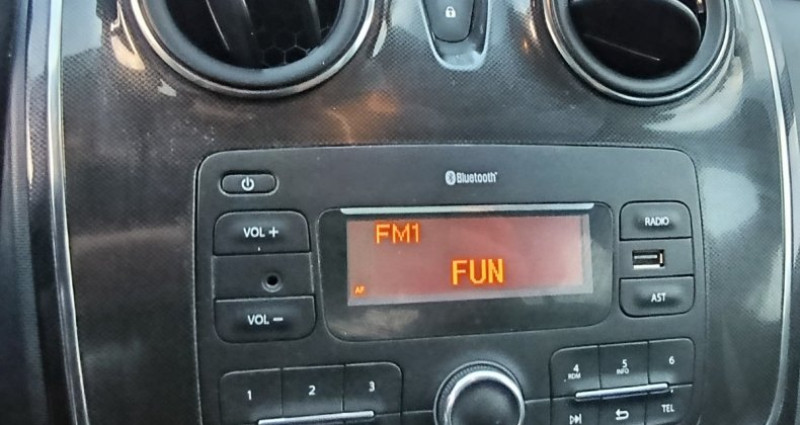 Bluetooth
VOL +
FM1
FUN
AF
RADIO
VOL −
AST
1
2
3
4
RDM
5
INFO
6
TEL